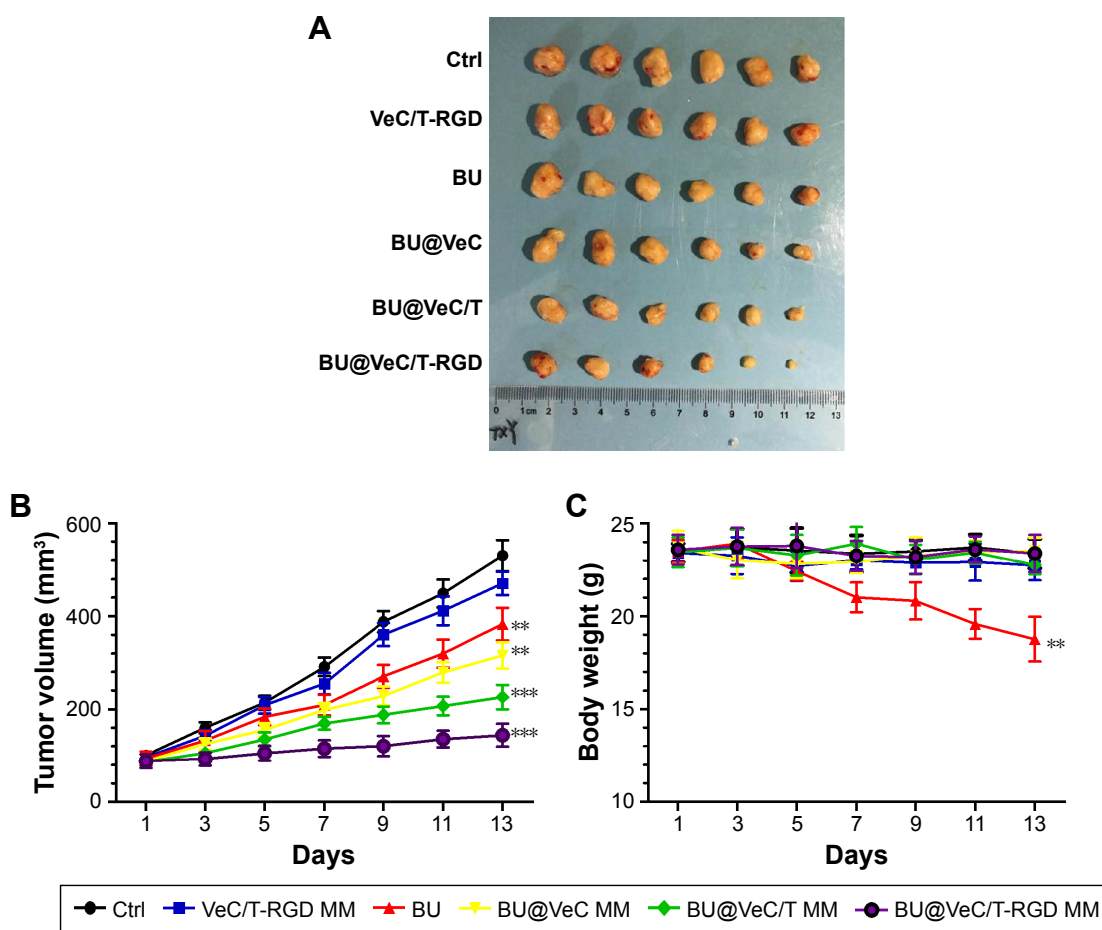 A
Ctrl
VeC/T-RGD
BU
BU@VeC
BU@VeC/T
BU@VeC/T-RGD
0 1cm 2 3 4 5 6 7 8 9 10 11 12 13
TXY
B
Tumor volume (mm³)
600
400
200
0
1 3 5 7 9 11 13
Days
**
**
***
***
C
Body weight (g)
25
20
15
10
1 3 5 7 9 11 13
Days
**
Ctrl VeC/T-RGD MM BU BU@VeC MM BU@VeC/T MM BU@VeC/T-RGD MM